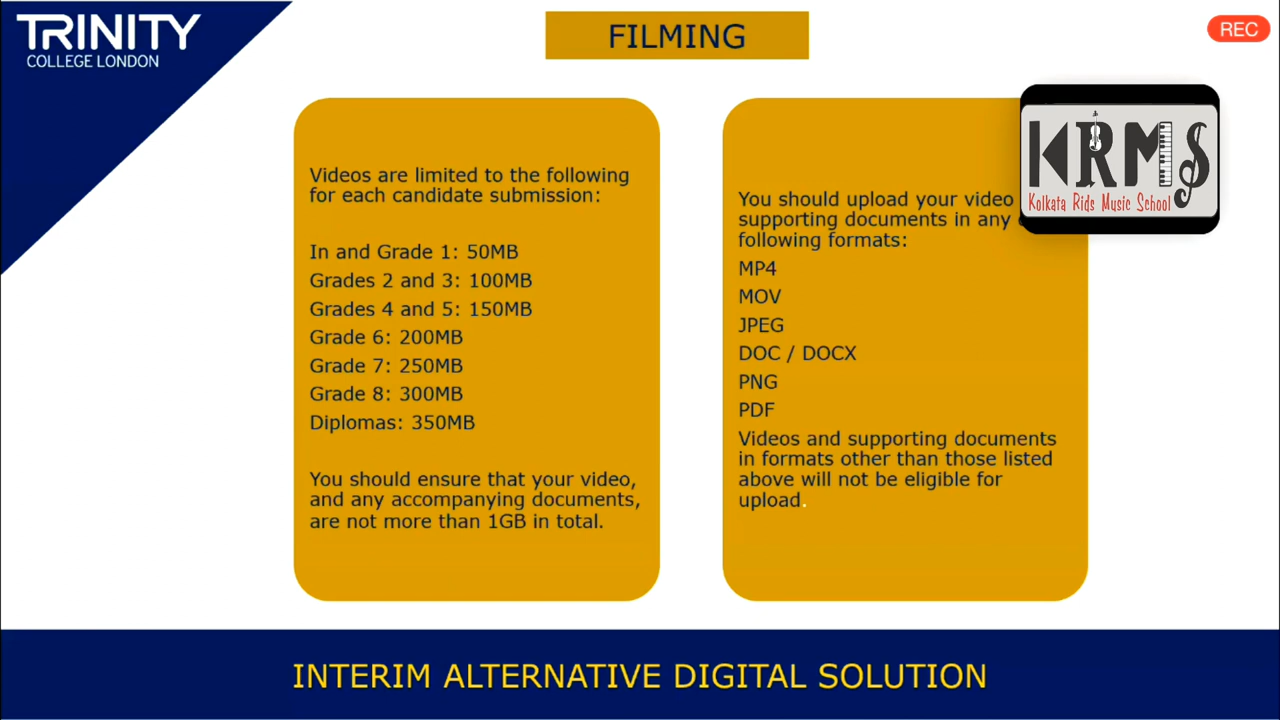 TRINITY
COLLEGE LONDON
FILMING
REC
KRMS
Kolkata Rids Music School
Videos are limited to the following
for each candidate submission:
In and Grade 1: 50MB
Grades 2 and 3: 100MB
Grades 4 and 5: 150MB
Grade 6: 200MB
Grade 7: 250MB
Grade 8: 300MB
Diplomas: 350MB
You should ensure that your video,
and any accompanying documents,
are not more than 1GB in total.
You should upload your video
supporting documents in any
following formats:
MP4
MOV
JPEG
DOC / DOCX
PNG
PDF
Videos and supporting documents
in formats other than those listed
above will not be eligible for
upload.
INTERIM ALTERNATIVE DIGITAL SOLUTION